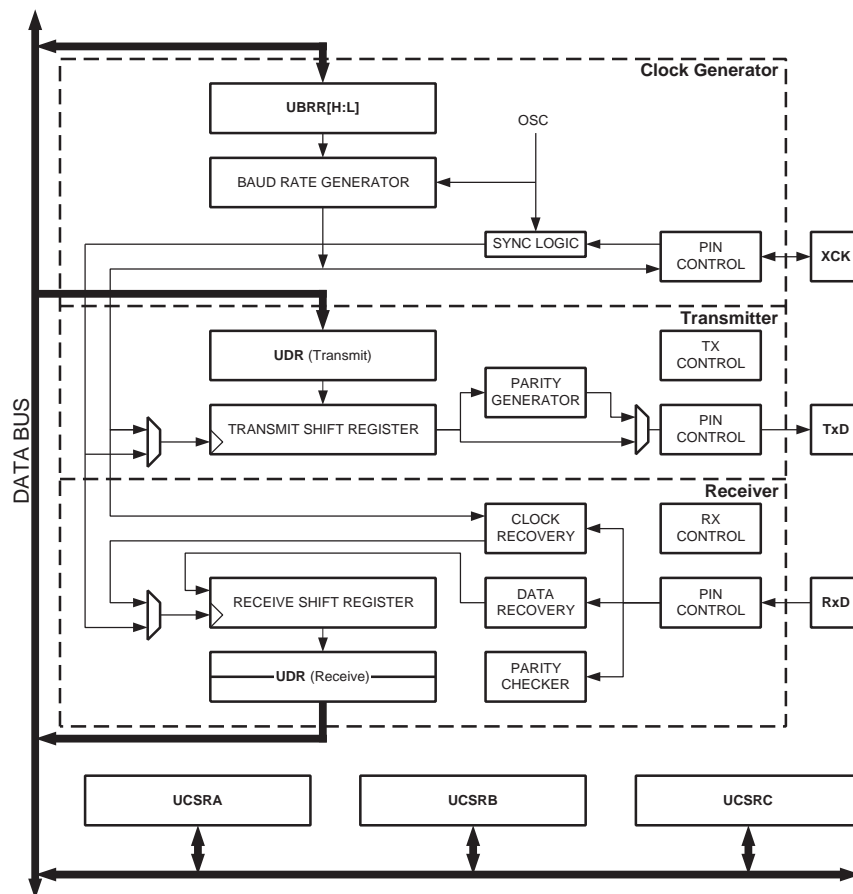 Clock Generator
UBRR[H:L]
OSC
BAUD RATE GENERATOR
SYNC LOGIC
PIN
CONTROL
XCK
Transmitter
UDR (Transmit)
TX
CONTROL
PARITY
GENERATOR
TRANSMIT SHIFT REGISTER
PIN
CONTROL
TxD
DATA BUS
Receiver
CLOCK
RECOVERY
RX
CONTROL
RECEIVE SHIFT REGISTER
DATA
RECOVERY
PIN
CONTROL
RxD
UDR (Receive)
PARITY
CHECKER
UCSRA
UCSRB
UCSRC